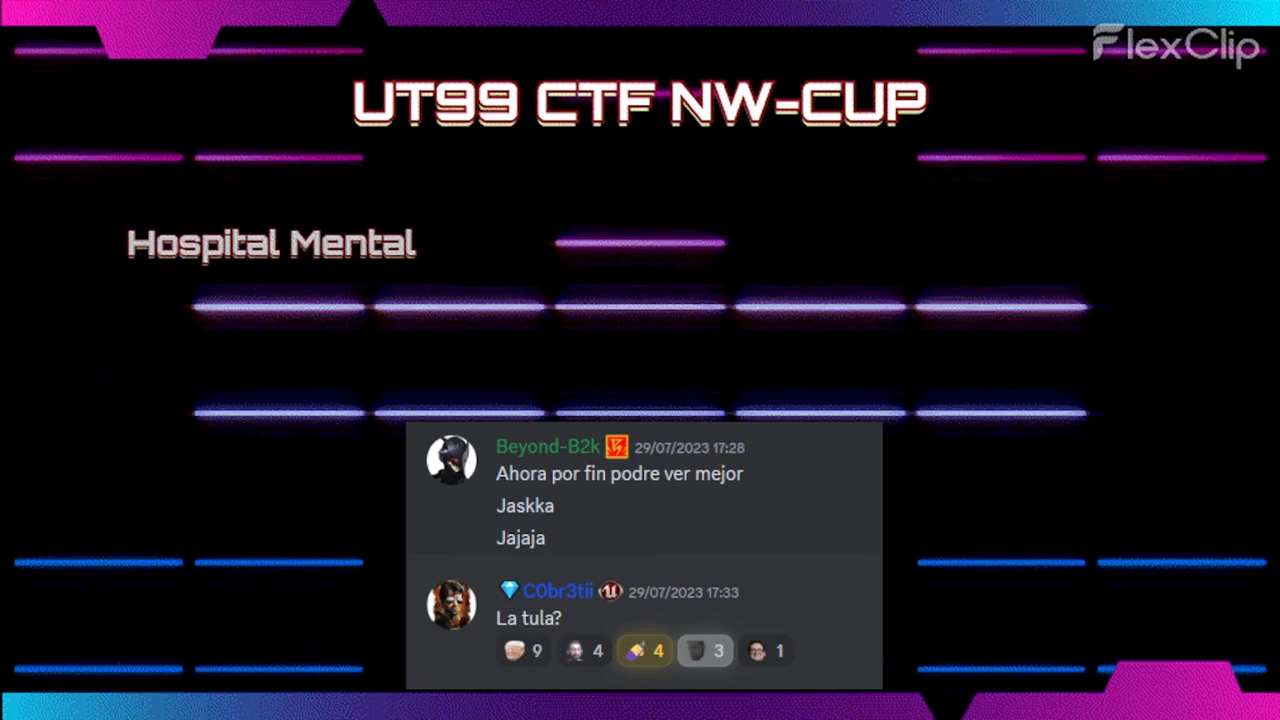 FlexClip
UT99 CTF NW-CUP
Hospital Mental
Beyond-B2k 29/07/2023 17:28
Ahora por fin podre ver mejor
Jaskka
Jajaja
C0br3tii 29/07/2023 17:33
La tula?
9 4 4 3 1